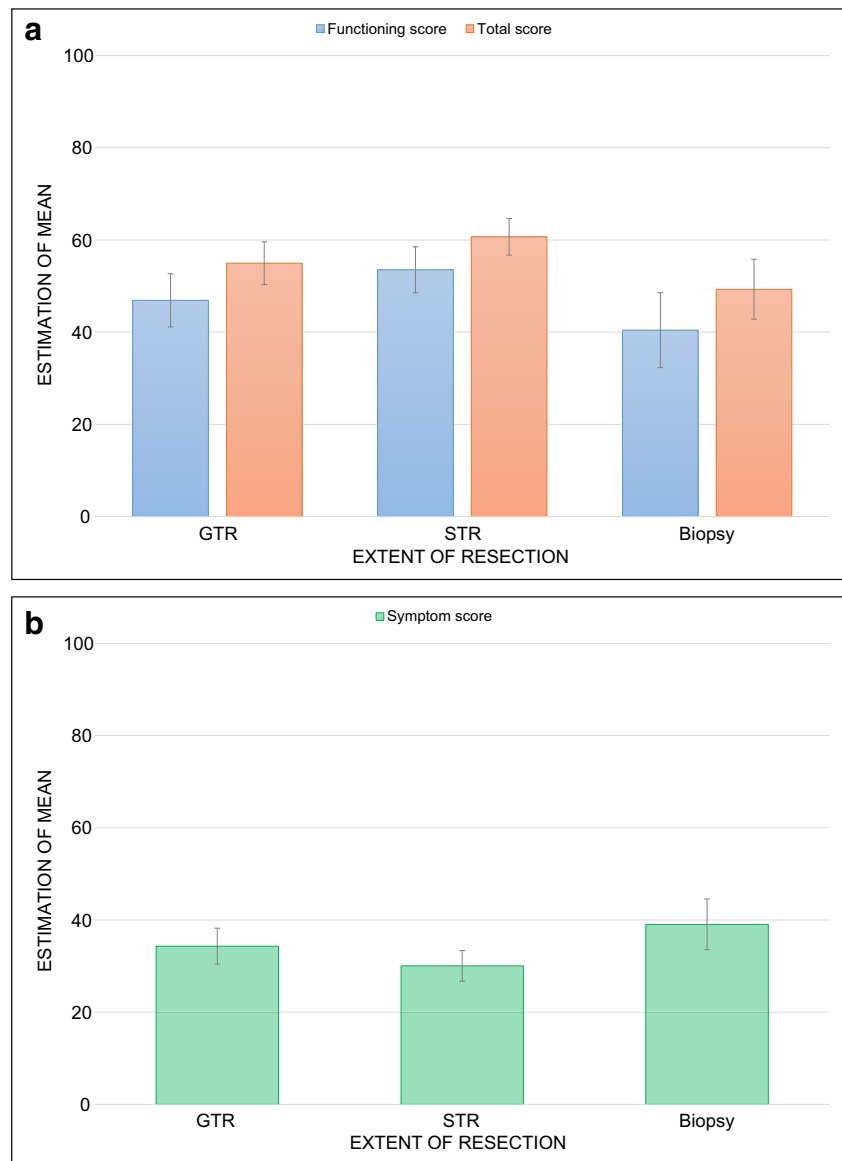 a
Functioning score Total score
100
80
60
40
20
0
ESTIMATION OF MEAN
GTR STR Biopsy
EXTENT OF RESECTION
b
Symptom score
100
80
60
40
20
0
ESTIMATION OF MEAN
GTR STR Biopsy
EXTENT OF RESECTION